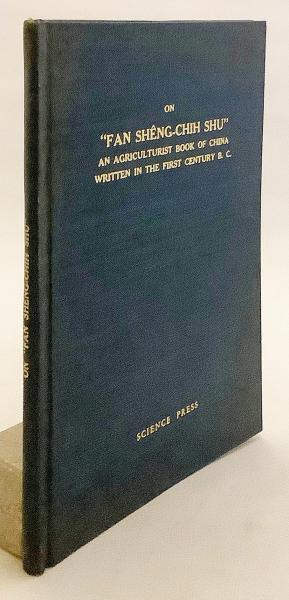 ON
"FAN SHÊNG-CHIH SHU"
AN AGRICULTURIST BOOK OF CHINA
WRITTEN IN THE FIRST CENTURY B. C.
SCIENCE PRESS
ON "FAN SHÊNG-CHIH SHU"